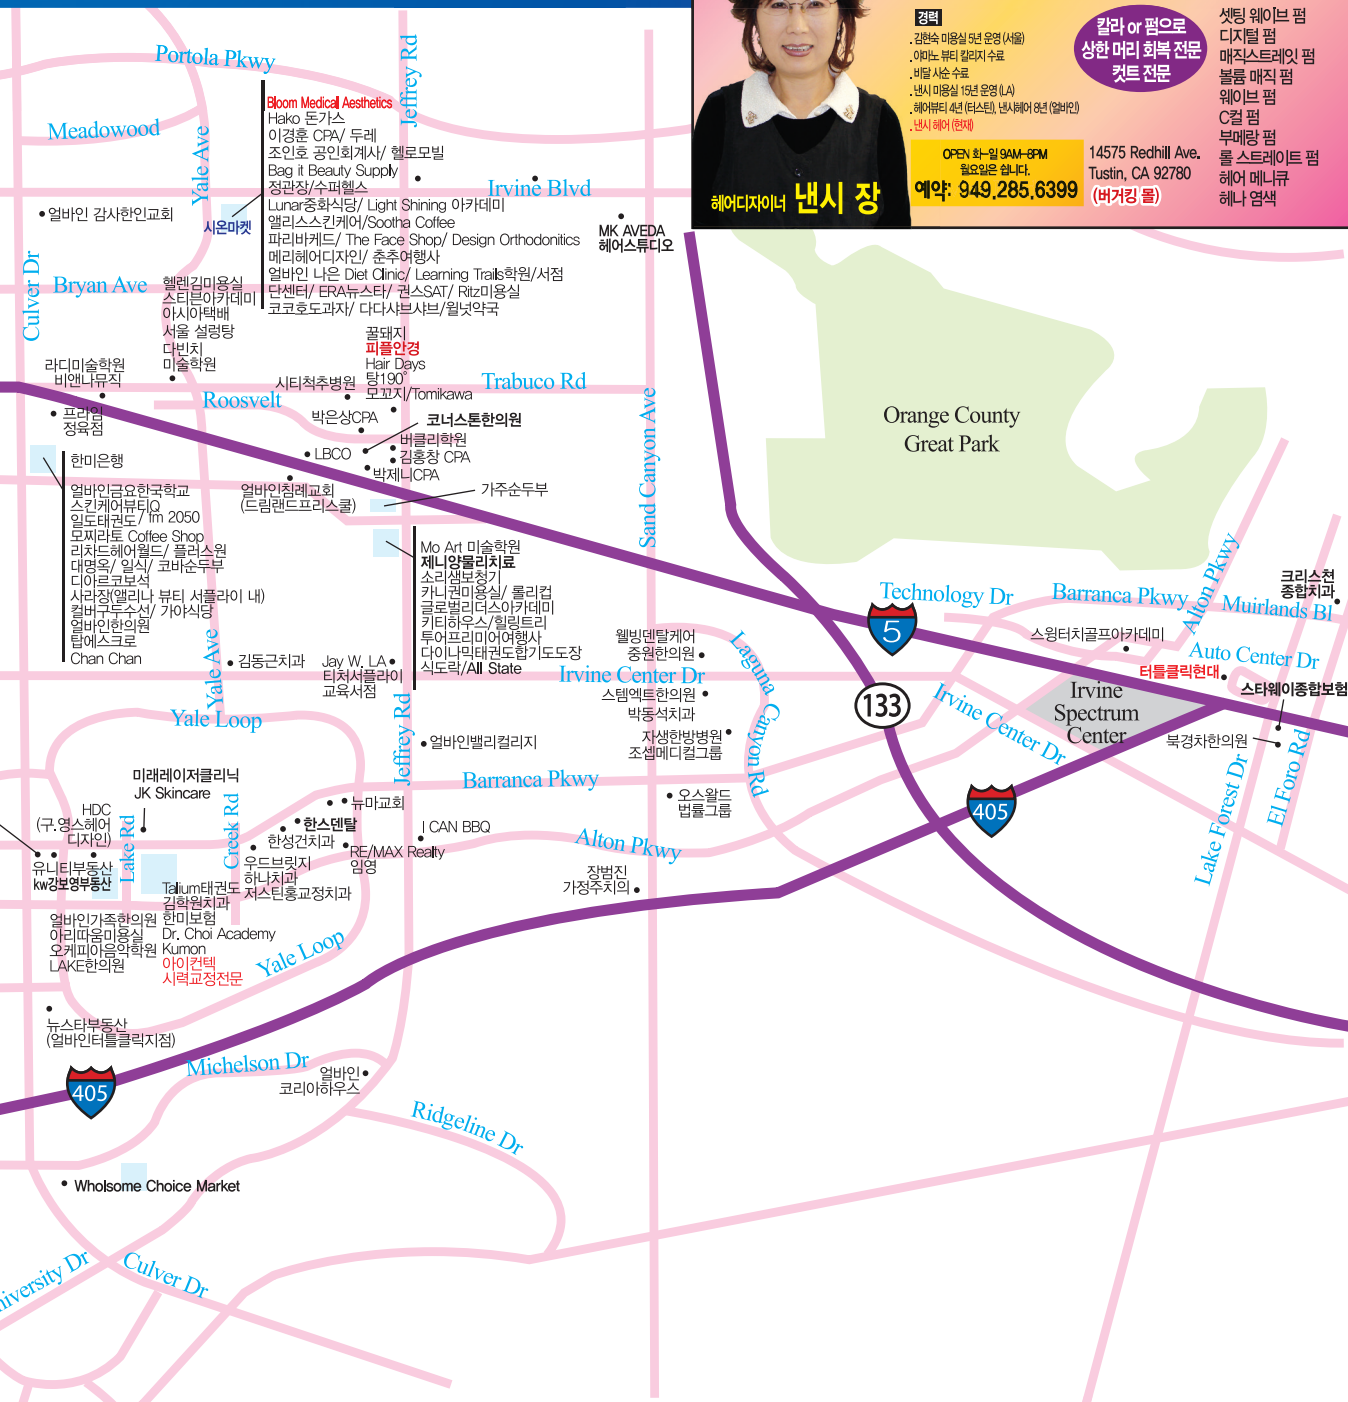 경력
. 김현숙 미용실 5년 운영 (서울)
. 야마노 뷰티 칼리지 수료
. 비달 사순 수료
. 낸시 미용실 15년 운영 (LA)
. 헤어뷰티 4년 (터스틴), 낸시헤어 8년 (얼바인)
. 낸시 헤어 (현재)
칼라 or 펌으로
상한 머리 회복 전문
컷트 전문
셋팅 웨이브 펌
디지털 펌
매직스트레잇 펌
볼륨 매직 펌
웨이브 펌
C컬 펌
부메랑 펌
롤 스트레이트 펌
헤어 메니큐
헤나 염색
OPEN 화-일 9AM-8PM
월요일은 쉽니다.
예약: 949.285.6399
14575 Redhill Ave.
Tustin, CA 92780
(버거킹 몰)
헤어디자이너 낸시 장
Portola Pkwy
Jeffrey Rd
Meadowood
Yale Ave
Bloom Medical Aesthetics
Hako 돈가스
이경훈 CPA/ 두레
조인호 공인회계사/ 헬로모빌
Bag it Beauty Supply
정관장/수퍼헬스
Lunar중화식당/ Light Shining 아카데미
앨리스스킨케어/Sootha Coffee
파리바케드/ The Face Shop/ Design Orthodonitics
메리헤어디자인/ 춘추여행사
얼바인 나은 Diet Clinic/ Learning Trails학원/서점
단센터/ ERA뉴스타/ 권스SAT/ Ritz미용실
코코호도과자/ 다다샤브샤브/윌넛약국
Irvine Blvd
얼바인 감사한인교회
시온마켓
MK AVEDA
헤어스튜디오
Culver Dr
Bryan Ave
헬렌김미용실
스티븐아카데미
아시아택배
서울 설렁탕
다빈치
미술학원
꿀돼지
피플안경
Hair Days
탕190°
모꼬지/Tomikawa
라디미술학원
비앤나뮤직
시티척추병원
Trabuco Rd
Roosvelt
프라임
정육점
박은상CPA
코너스톤한의원
버클리학원
김홍창 CPA
LBCO
박제니CPA
Sand Canyon Ave
Orange County
Great Park
한미은행
얼바인금요한국학교
스킨케어뷰티Q
일도태권도/ fm 2050
모찌라토 Coffee Shop
리차드헤어월드/ 플러스원
대명옥/ 일식/ 코바순두부
디아르코보석
사라장(앨리나 뷰티 서플라이 내)
컬버구두수선/ 가야식당
얼바인한의원
탑에스크로
Chan Chan
얼바인침례교회
(드림랜드프리스쿨)
가주순두부
Mo Art 미술학원
제니양물리치료
소리샘보청기
카니권미용실/ 롤리컵
글로벌리더스아카데미
키티하우스/힐링트리
투어프리미어여행사
다이나믹태권도합기도도장
식도락/All State
Technology Dr
Barranca Pkwy
Alton Pkwy
Muirlands Bl
크리스천
종합치과
5
스윙터치골프아카데미
Auto Center Dr
터틀클릭현대
스타웨이종합보험
웰빙덴탈케어
중원한의원
Laguna Canyon Rd
Irvine Center Dr
스템엑트한의원
박동석치과
자생한방병원
조셉메디컬그룹
133
Irvine Center Dr
Irvine
Spectrum
Center
북경차한의원
Yale Ave
김동근치과
Jay W. LA
티처서플라이
교육서점
Jeffrey Rd
Yale Loop
얼바인밸리컬리지
Barranca Pkwy
오스왈드
법률그룹
405
Lake Forest Dr
El Foro Rd
미래레이저클리닉
JK Skincare
HDC
(구.영스헤어
디자인)
Lake Rd
Creek Rd
뉴마교회
한스덴탈
한성건치과
I CAN BBQ
RE/MAX Realty
임영
Alton Pkwy
우드브릿지
하나치과
저스틴홍교정치과
장범진
가정주치의
유니티부동산
kw강보영부동산
Talium태권도
김학원치과
한미보험
Dr. Choi Academy
Kumon
아이컨텍
시력교정전문
얼바인가족한의원
아리따움미용실
오케피아음악학원
LAKE한의원
Yale Loop
뉴스타부동산
(얼바인터틀클릭지점)
405
Michelson Dr
얼바인
코리아하우스
Ridgeline Dr
Wholsome Choice Market
niversity Dr
Culver Dr